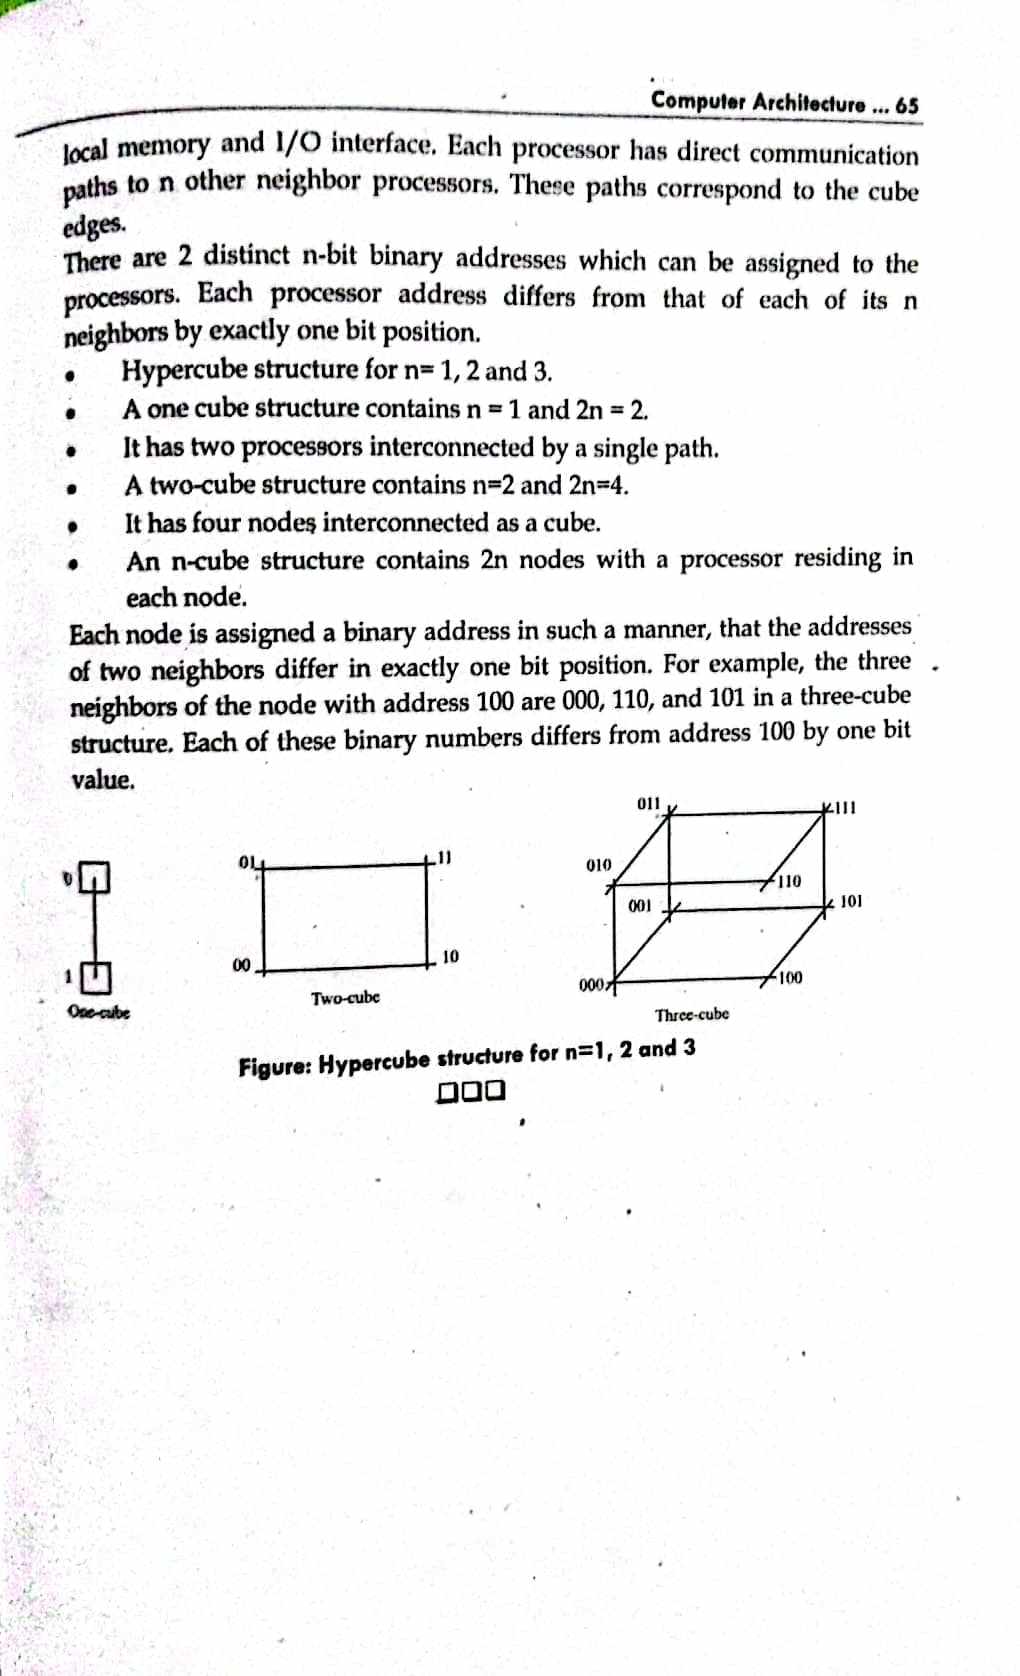 Computer Architecture ... 65
local memory and I/O interface. Each processor has direct communication
paths to n other neighbor processors. These paths correspond to the cube
edges.
There are 2 distinct n-bit binary addresses which can be assigned to the
processors. Each processor address differs from that of each of its n
neighbors by exactly one bit position.
• Hypercube structure for n= 1, 2 and 3.
• A one cube structure contains n = 1 and 2n = 2.
• It has two processors interconnected by a single path.
• A two-cube structure contains n=2 and 2n=4.
• It has four nodes interconnected as a cube.
• An n-cube structure contains 2n nodes with a processor residing in
each node.
Each node is assigned a binary address in such a manner, that the addresses
of two neighbors differ in exactly one bit position. For example, the three
neighbors of the node with address 100 are 000, 110, and 101 in a three-cube
structure. Each of these binary numbers differs from address 100 by one bit
value.
0
1
One-cube
01
11
00
10
Two-cube
011
111
010
110
001
101
000
100
Three-cube
Figure: Hypercube structure for n=1, 2 and 3